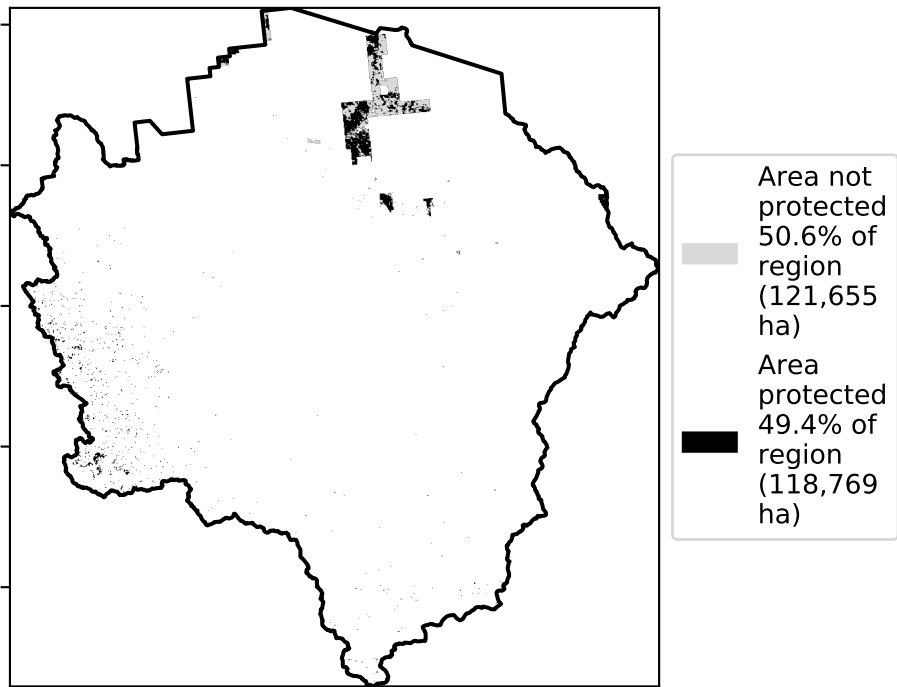 Area not
protected
50.6% of
region
(121,655
ha)
Area
protected
49.4% of
region
(118,769
ha)